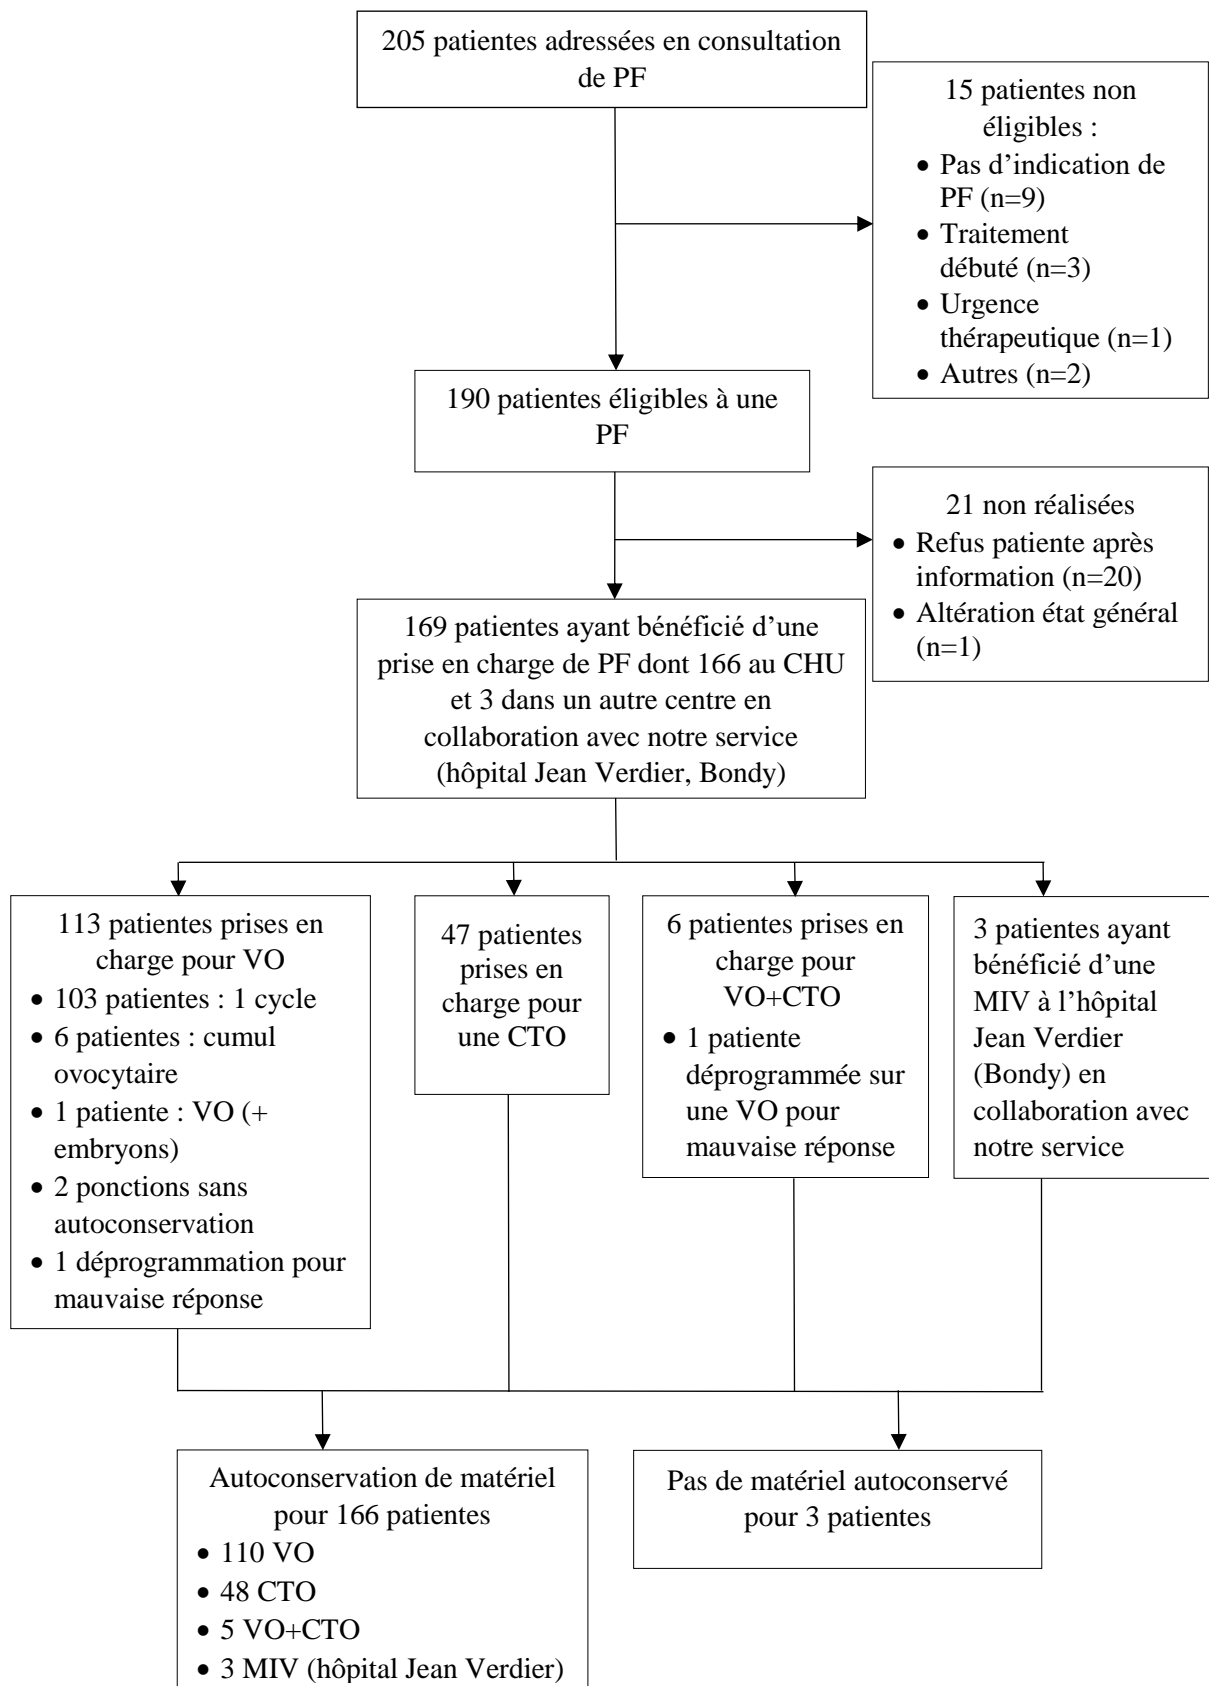 205 patientes adressées en consultation
de PF
15 patientes non
éligibles :
• Pas d’indication de
PF (n=9)
• Traitement
débuté (n=3)
• Urgence
thérapeutique (n=1)
• Autres (n=2)
190 patientes éligibles à une
PF
21 non réalisées
• Refus patiente après
information (n=20)
• Altération état général
(n=1)
169 patientes ayant bénéficié d’une
prise en charge de PF dont 166 au CHU
et 3 dans un autre centre en
collaboration avec notre service
(hôpital Jean Verdier, Bondy)
113 patientes prises en
charge pour VO
• 103 patientes : 1 cycle
• 6 patientes : cumul
ovocytaire
• 1 patiente : VO (+
embryons)
• 2 ponctions sans
autoconservation
• 1 déprogrammation pour
mauvaise réponse
47 patientes
prises en
charge pour
une CTO
6 patientes prises en
charge pour
VO+CTO
• 1 patiente
déprogrammée sur
une VO pour
mauvaise réponse
3 patientes ayant
bénéficié d’une
MIV à l’hôpital
Jean Verdier
(Bondy) en
collaboration avec
notre service
Autoconservation de matériel
pour 166 patientes
• 110 VO
• 48 CTO
• 5 VO+CTO
• 3 MIV (hôpital Jean Verdier)
Pas de matériel autoconservé
pour 3 patientes